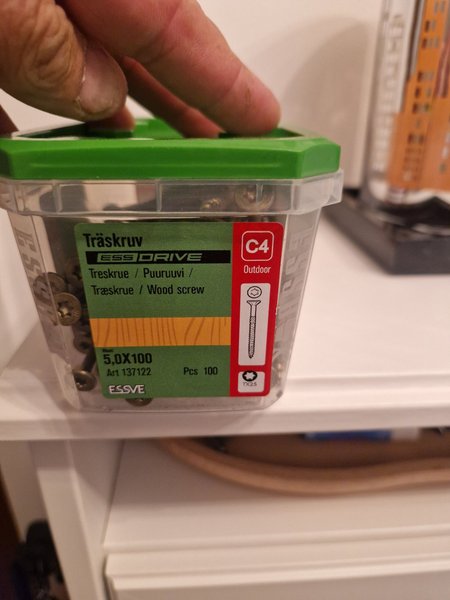 Träskruv
ESSDRIVE
Treskrue / Puuruuvi /
Træskrue / Wood screw
5,0X100
Art 137122 Pcs 100
ESSVE
C4
Outdoor
TX25